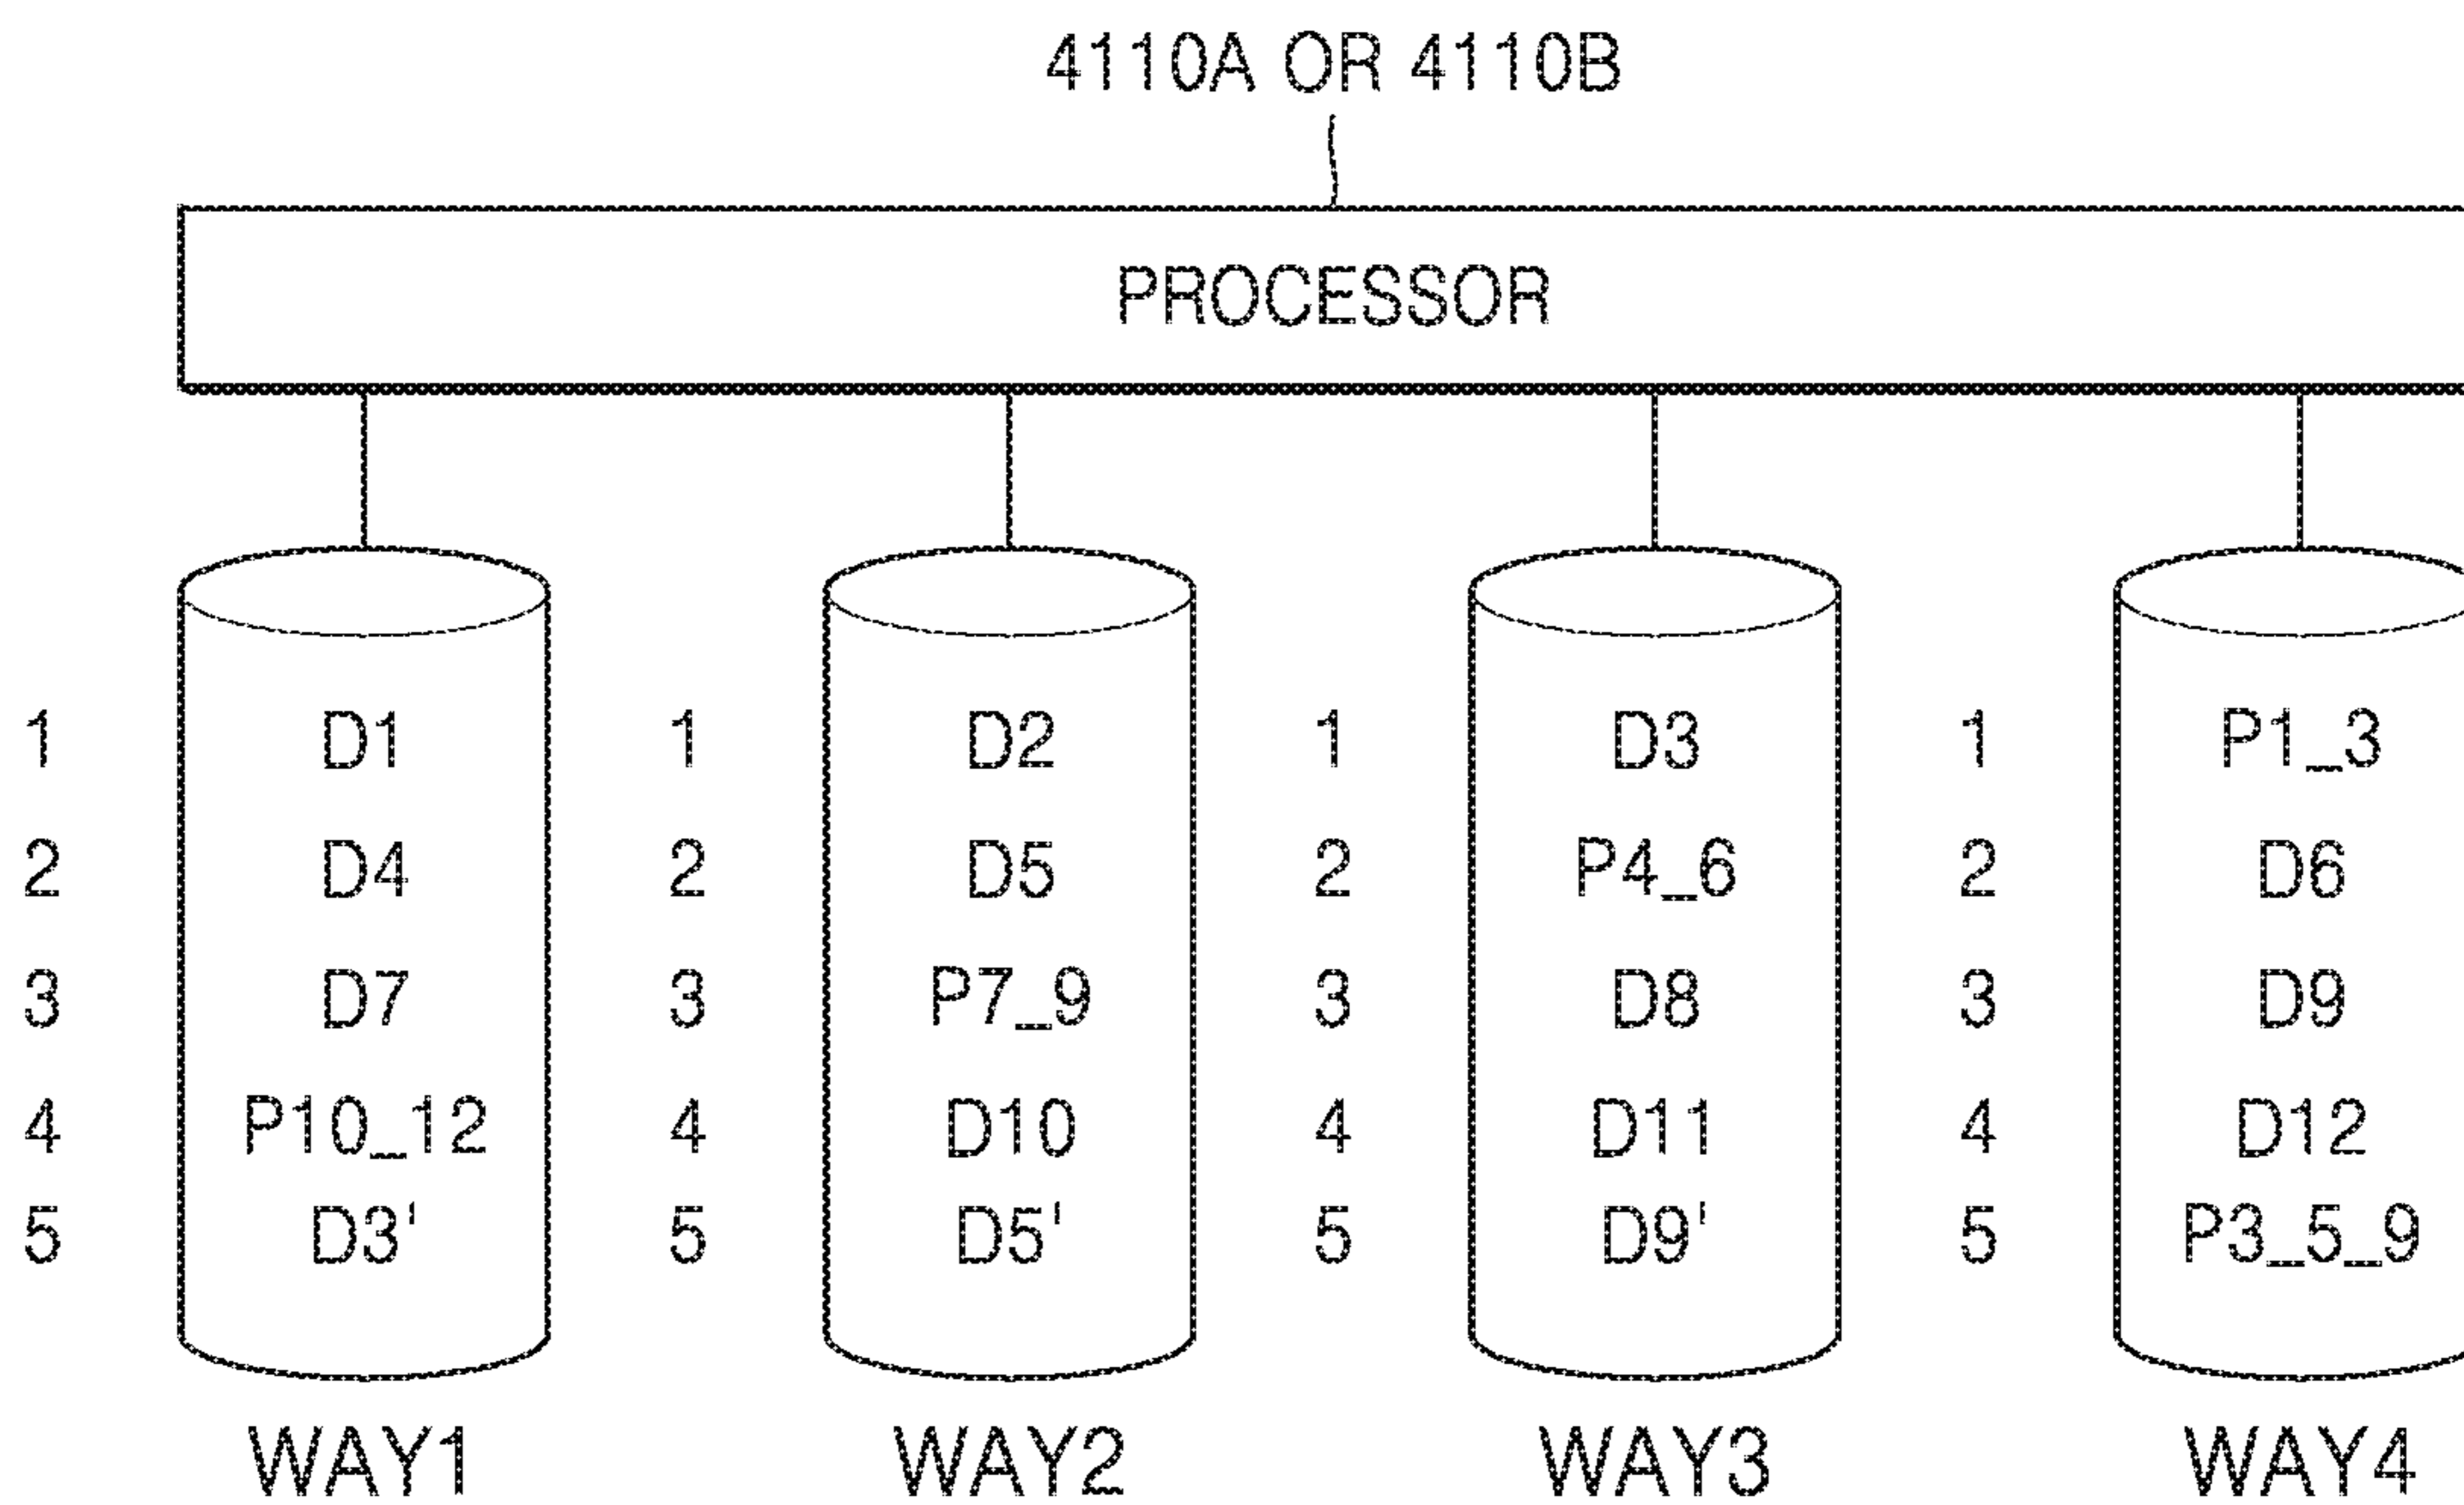 4110A OR 4110B
PROCESSOR
1 D1 1 D2 1 D3 1 P1_3
2 D4 2 D5 2 P4_6 2 D6
3 D7 3 P7_9 3 D8 3 D9
4 P10_12 4 D10 4 D11 4 D12
5 D3' 5 D5' 5 D9' 5 P3_5_9
WAY1 WAY2 WAY3 WAY4